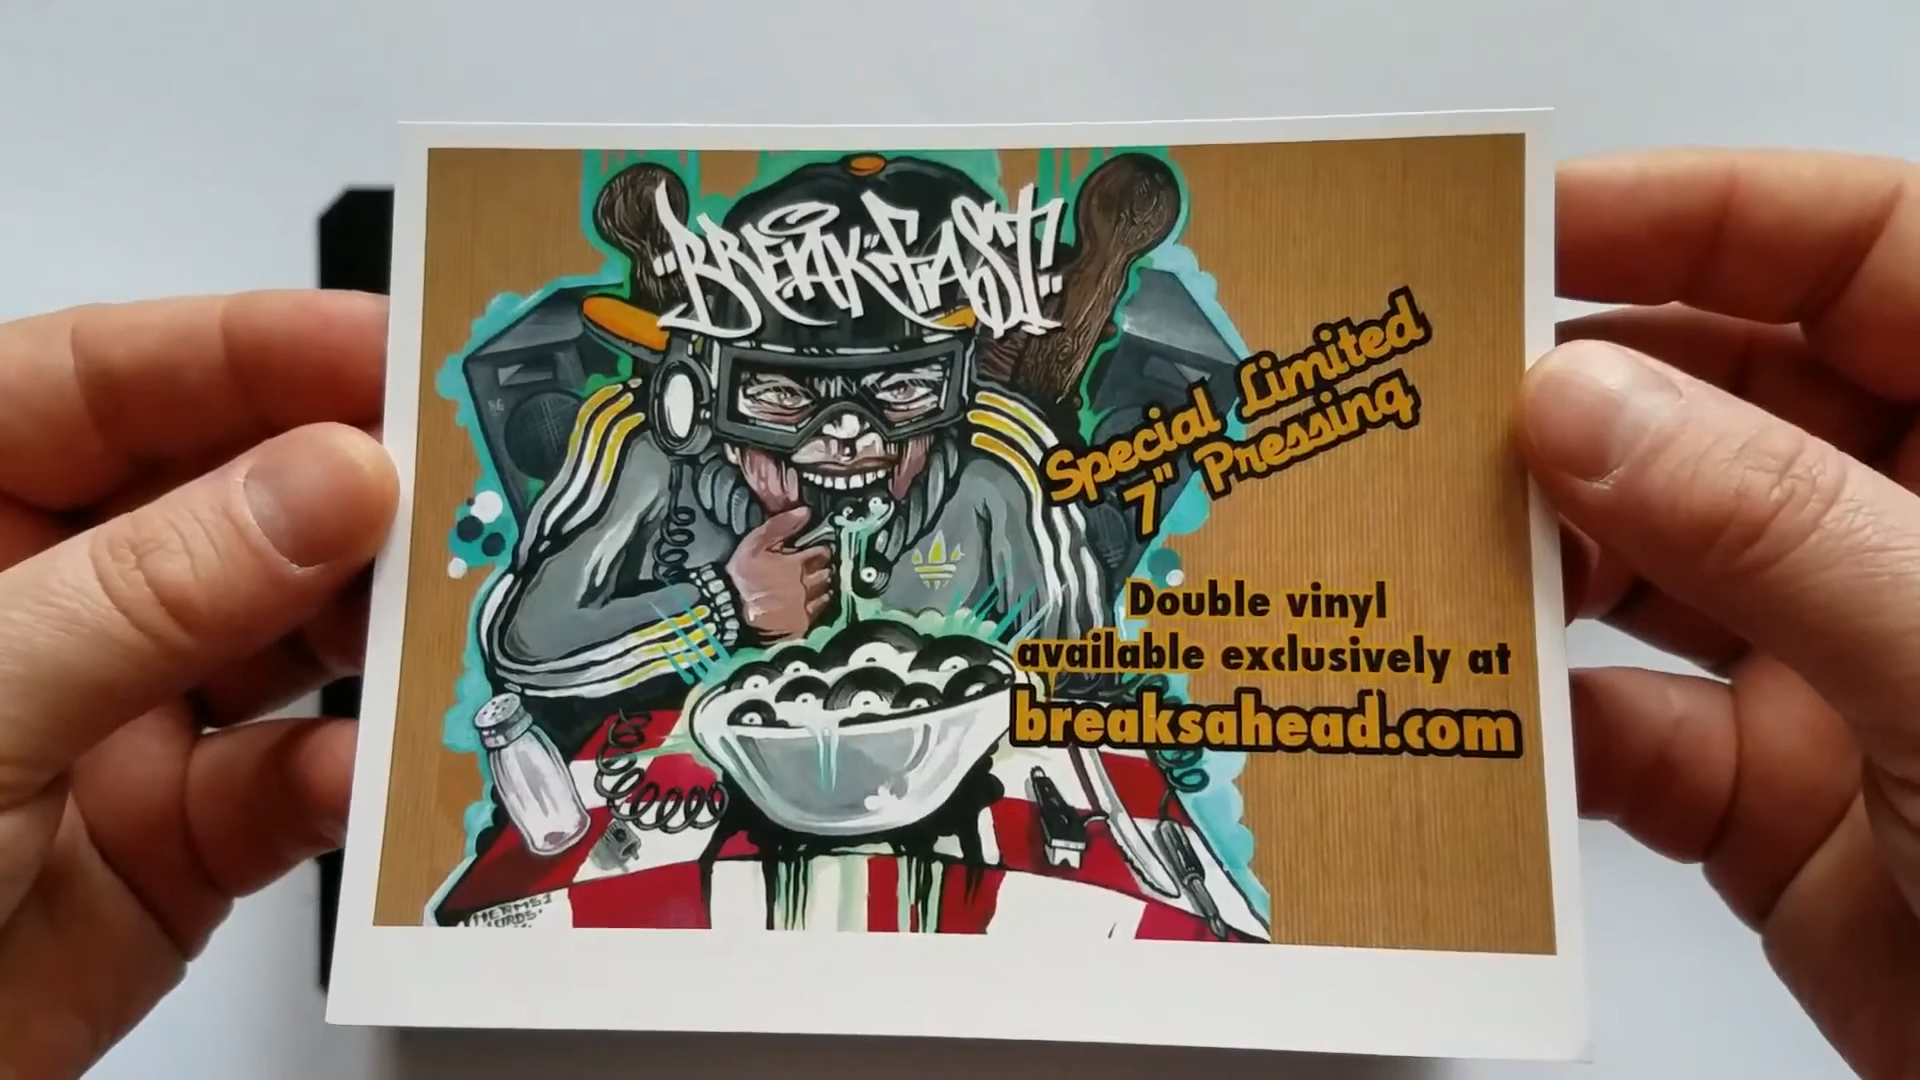 "BREAK"FAST"
Special Limited
7" Pressing
Double vinyl
available exclusively at
breaksahead.com